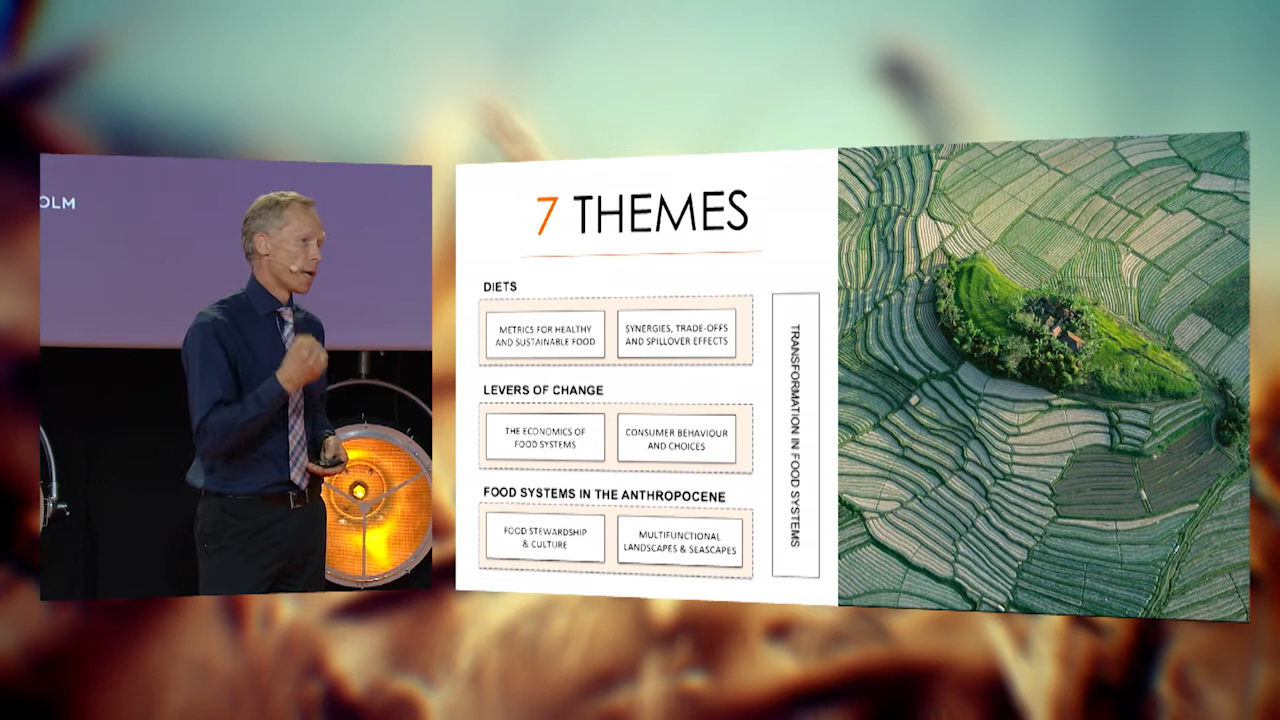 OLM
7 THEMES
DIETS
METRICS FOR HEALTHY
AND SUSTAINABLE FOOD
SYNERGIES, TRADE-OFFS
AND SPILLOVER EFFECTS
LEVERS OF CHANGE
THE ECONOMICS OF
FOOD SYSTEMS
CONSUMER BEHAVIOUR
AND CHOICES
FOOD SYSTEMS IN THE ANTHROPOCENE
FOOD STEWARDSHIP
& CULTURE
MULTIFUNCTIONAL
LANDSCAPES & SEASCAPES
TRANSFORMATION IN FOOD SYSTEMS